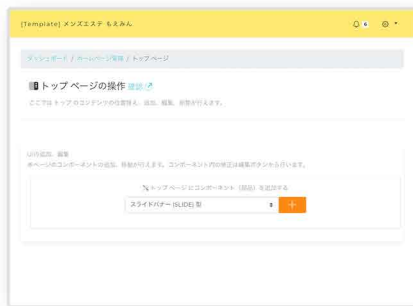 [Template] メンズエステ もえみん
6
ダッシュボード / ホームページ管理 / トップ ページ
トップ ページの操作 確認
ここでは トップ のコンテンツの位置替え、追加、編集、削除が行えます。
UI の追加、編集
本ページのコンポーネントの追加、移動が行えます。コンポーネント内の修正は編集ボタンから行います。
トップ ページ にコンポーネント（部品）を追加する
スライドバナー (SLIDE) 型